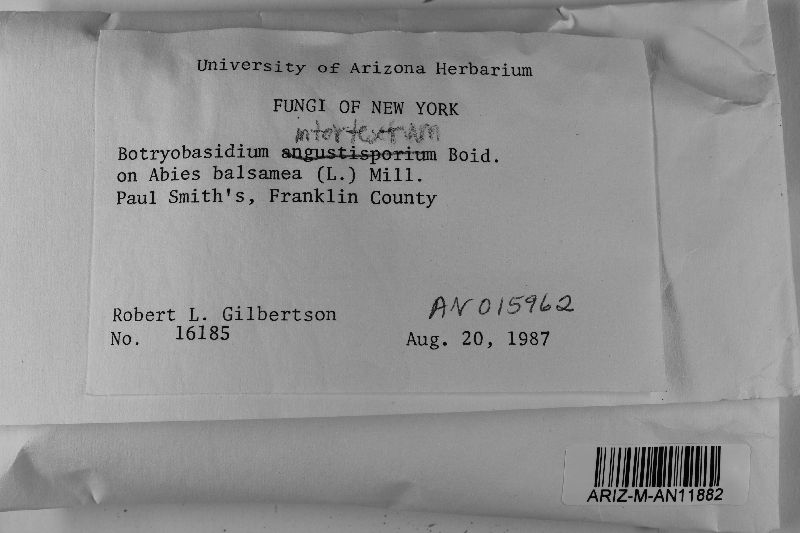 University of Arizona Herbarium
FUNGI OF NEW YORK
intertextum
Botryobasidium angustisporium Boid.
on Abies balsamea (L.) Mill.
Paul Smith's, Franklin County
Robert L. Gilbertson
AN015962
No. 16185
Aug. 20, 1987
ARIZ-M-AN11882